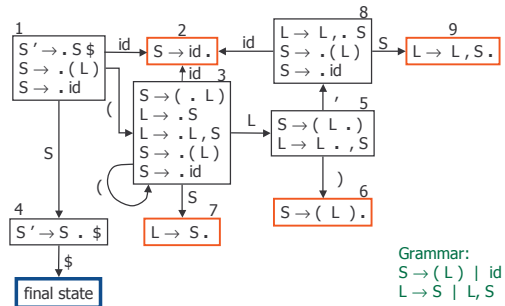 1
S' → . S $
S → . ( L )
S → . id
id
2
S → id .
id
8
L → L , . S
S → . ( L )
S → . id
S
9
L → L , S .
(
id
3
S → ( . L )
L → . S
L → . L , S
S → . ( L )
S → . id
L
,
5
S → ( L . )
L → L . , S
S
(
S
)
4
S' → S . $
7
L → S .
6
S → ( L ) .
$
final state
Grammar:
S → ( L ) | id
L → S | L , S